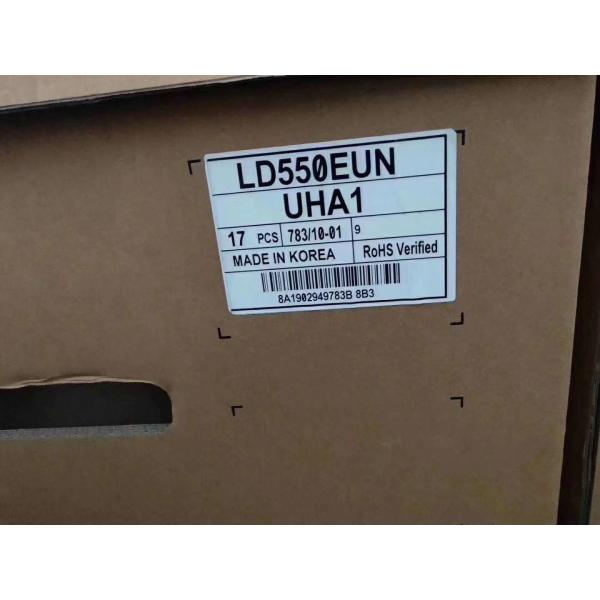 LD550EUN
UHA1
17 PCS 783/10-01 9
MADE IN KOREA RoHS Verified
8A1902949783B 8B3